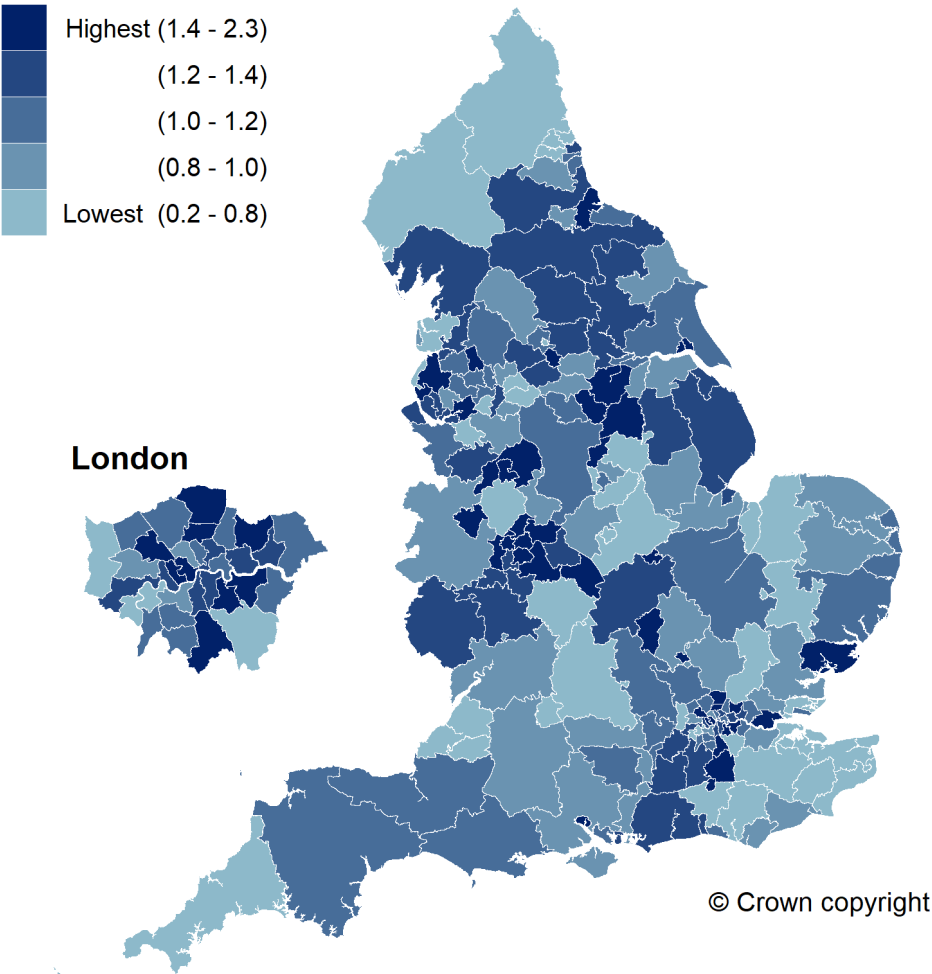 Highest (1.4 - 2.3)
(1.2 - 1.4)
(1.0 - 1.2)
(0.8 - 1.0)
Lowest (0.2 - 0.8)
London
© Crown copyright